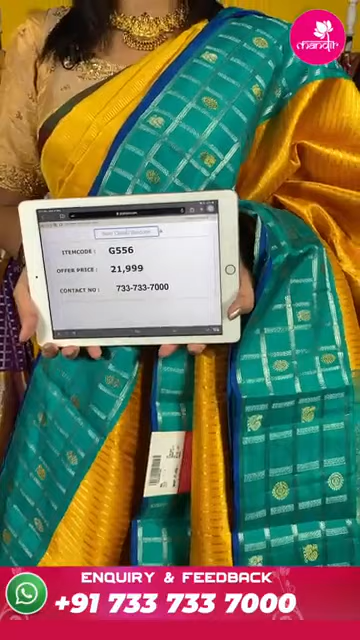 mandir
ITEMCODE : G556
OFFER PRICE : 21,999
CONTACT NO : 733-733-7000
ENQUIRY & FEEDBACK
+91 733 733 7000